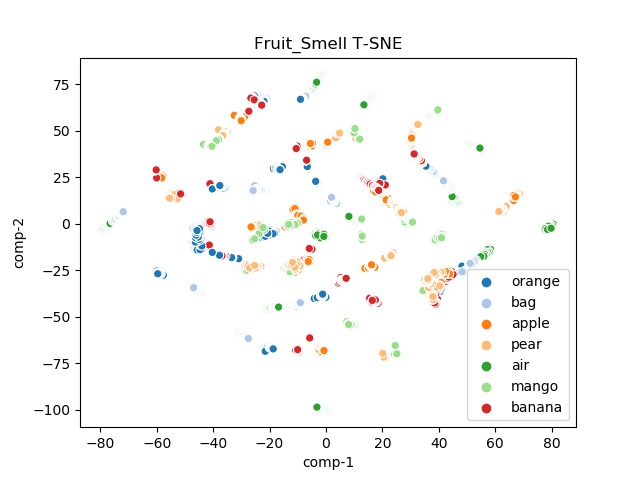 Fruit_Smell T-SNE
comp-2
75
50
25
0
−25
−50
−75
−100
−80
−60
−40
−20
0
20
40
60
80
comp-1
orange
bag
apple
pear
air
mango
banana